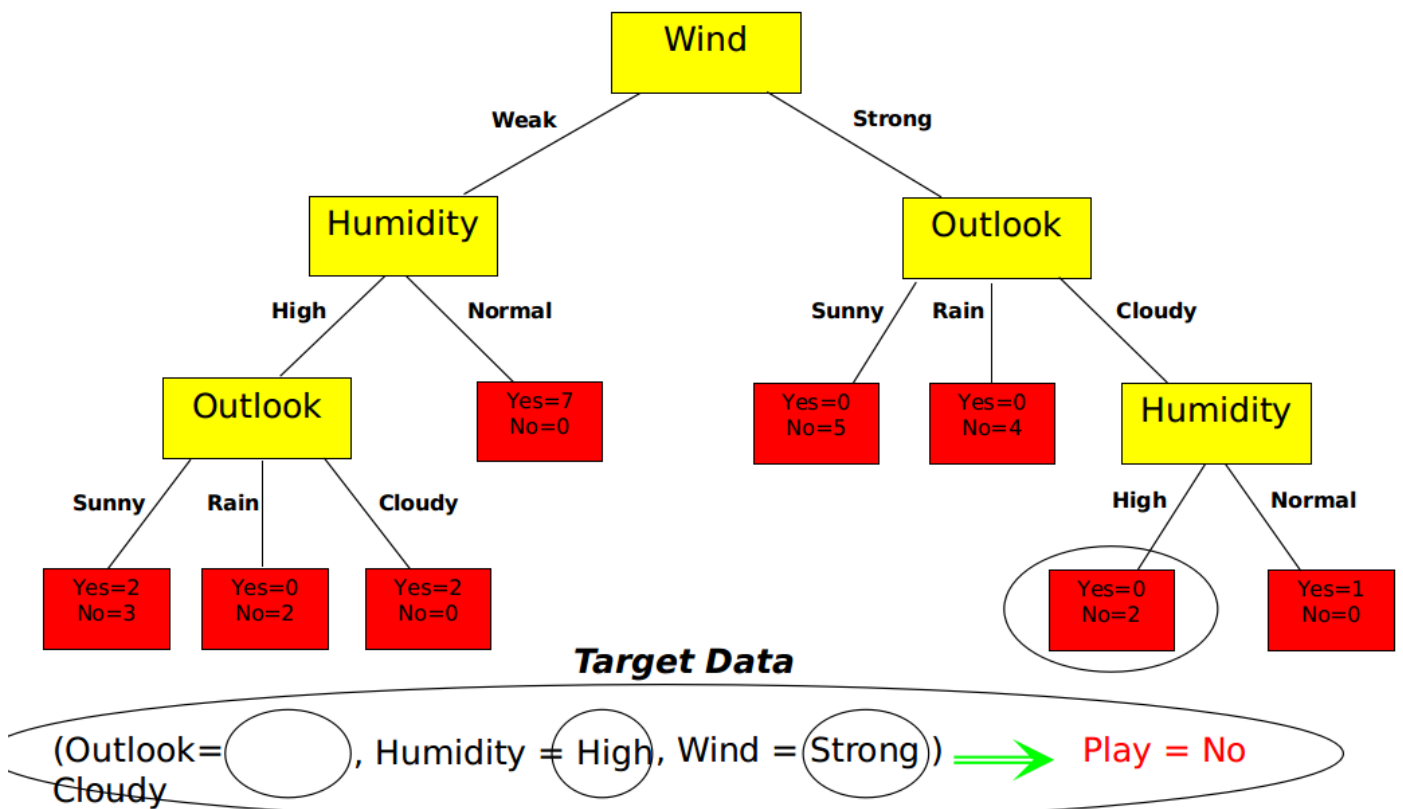 Wind
Weak
Strong
Humidity
Outlook
High
Normal
Sunny
Rain
Cloudy
Outlook
Yes=7
No=0
Yes=0
No=5
Yes=0
No=4
Humidity
Sunny
Rain
Cloudy
High
Normal
Yes=2
No=3
Yes=0
No=2
Yes=2
No=0
Yes=0
No=2
Yes=1
No=0
Target Data
(Outlook= , Humidity = High, Wind = Strong ) Play = No
Cloudy